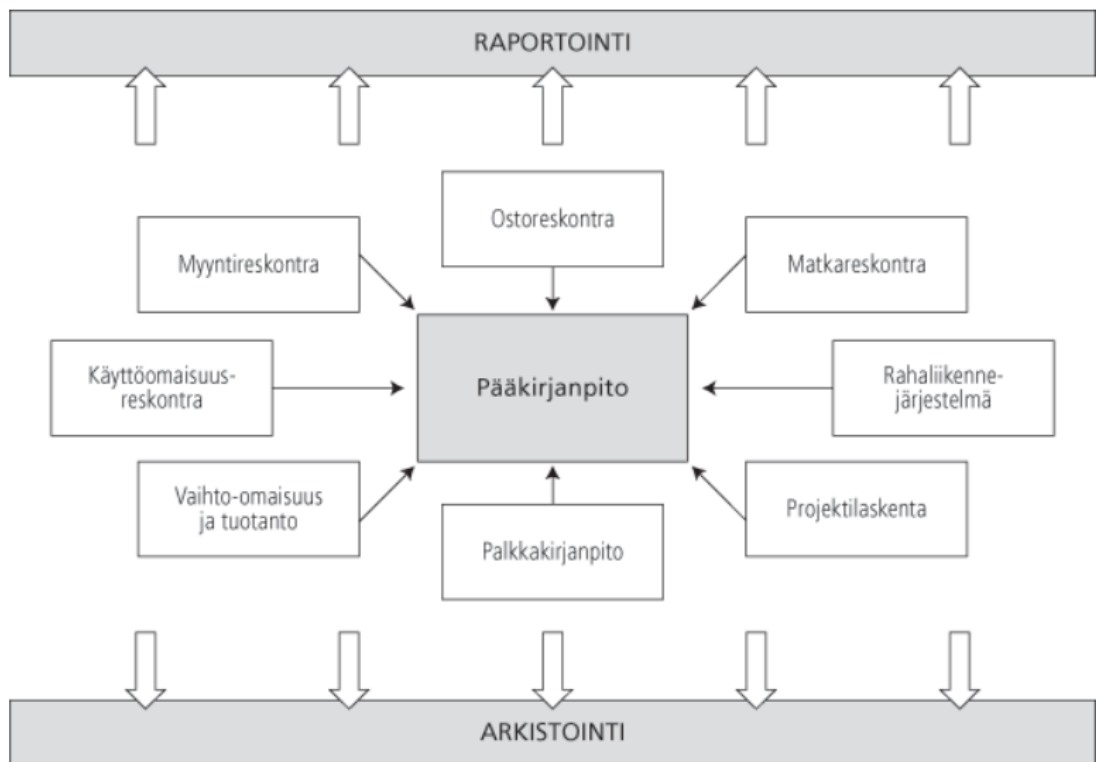 RAPORTOINTI
Ostoreskontra
Myyntireskontra
Matkareskontra
Käyttöomaisuus-
reskontra
Pääkirjanpito
Rahaliikenne-
järjestelmä
Vaihto-omaisuus
ja tuotanto
Palkkakirjanpito
Projektilaskenta
ARKISTOINTI